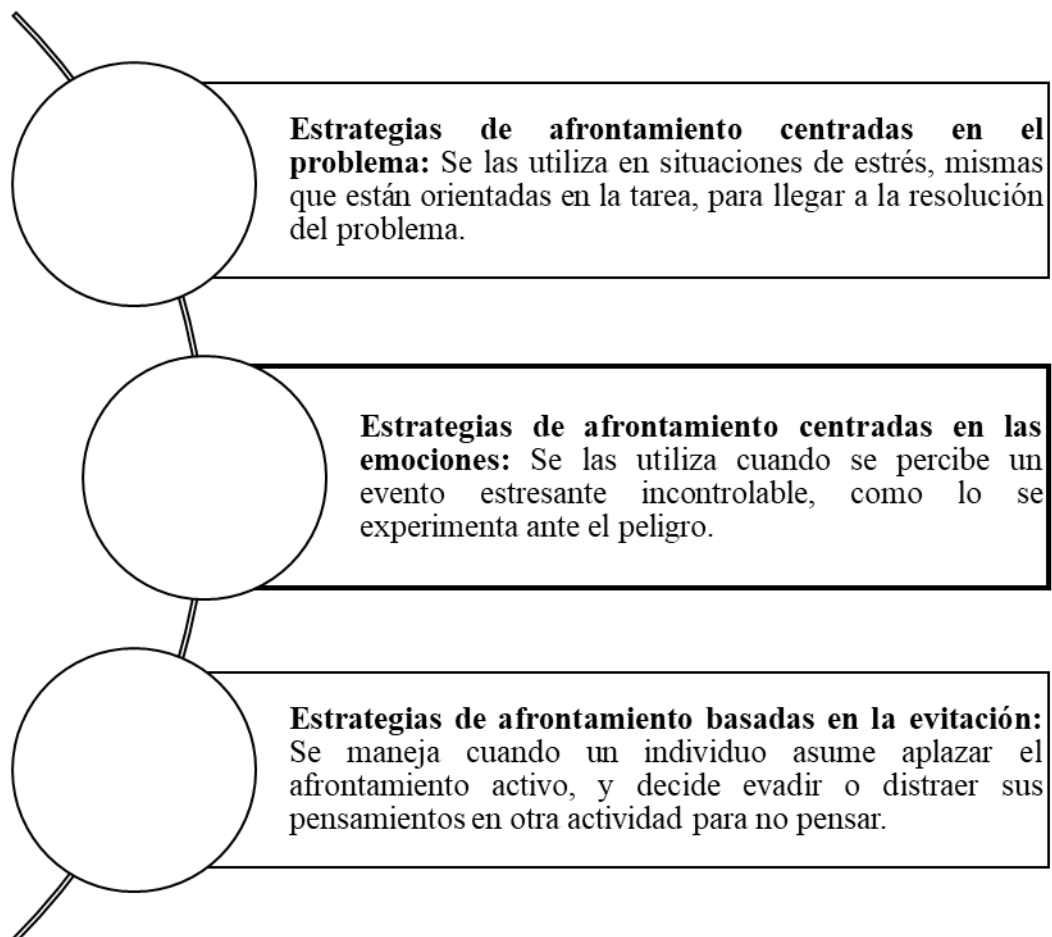 Estrategias de afrontamiento centradas en el
problema: Se las utiliza en situaciones de estrés, mismas
que están orientadas en la tarea, para llegar a la resolución
del problema.
Estrategias de afrontamiento centradas en las
emociones: Se las utiliza cuando se percibe un
evento estresante incontrolable, como lo se
experimenta ante el peligro.
Estrategias de afrontamiento basadas en la evitación:
Se maneja cuando un individuo asume aplazar el
afrontamiento activo, y decide evadir o distraer sus
pensamientos en otra actividad para no pensar.